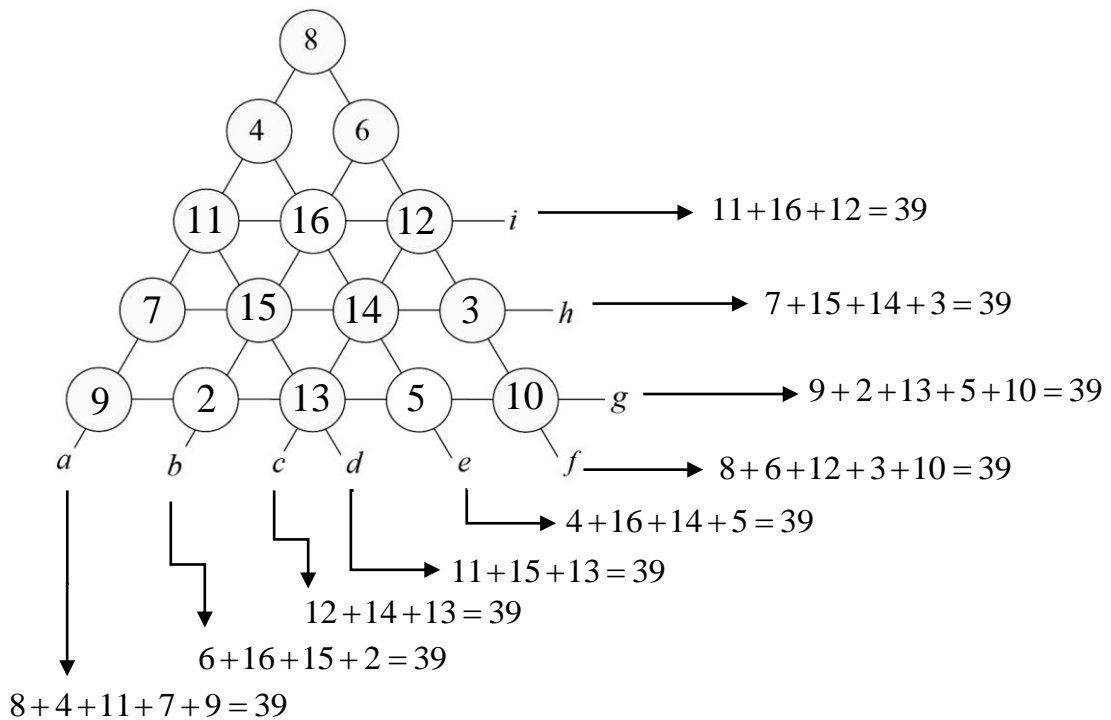 8
4 6
11 16 12 i 11+16+12 = 39
7 15 14 3 h 7+15+14+3 = 39
9 2 13 5 10 g 9+2+13+5+10 = 39
a b c d e f 8+6+12+3+10 = 39
4+16+14+5 = 39
11+15+13 = 39
12+14+13 = 39
6+16+15+2 = 39
8+4+11+7+9 = 39